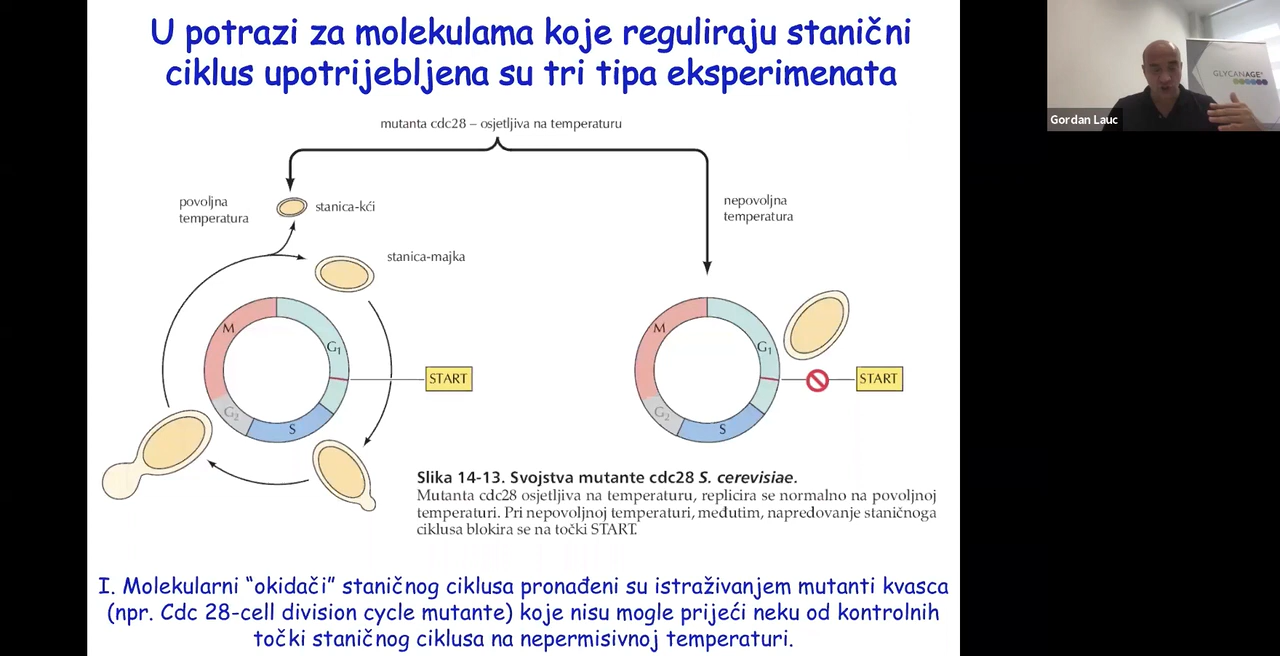 U potrazi za molekulama koje reguliraju stanični
ciklus upotrijebljena su tri tipa eksperimenata
mutanta cdc28 – osjetljiva na temperaturu
povoljna
temperatura
stanica-kći
stanica-majka
nepovoljna
temperatura
M
G1
START
G2
S
M
G1
START
G2
S
Slika 14-13. Svojstva mutante cdc28 S. cerevisiae.
Mutanta cdc28 osjetljiva na temperaturu, replicira se normalno na povoljnoj
temperaturi. Pri nepovoljnoj temperaturi, međutim, napredovanje staničnoga
ciklusa blokira se na točki START.
I. Molekularni “okidači” staničnog ciklusa pronađeni su istraživanjem mutanti kvasca
(npr. Cdc 28-cell division cycle mutante) koje nisu mogle prijeći neku od kontrolnih
točki staničnog ciklusa na nepermisivnoj temperaturi.
GLYCANAGE
Gordan Lauc